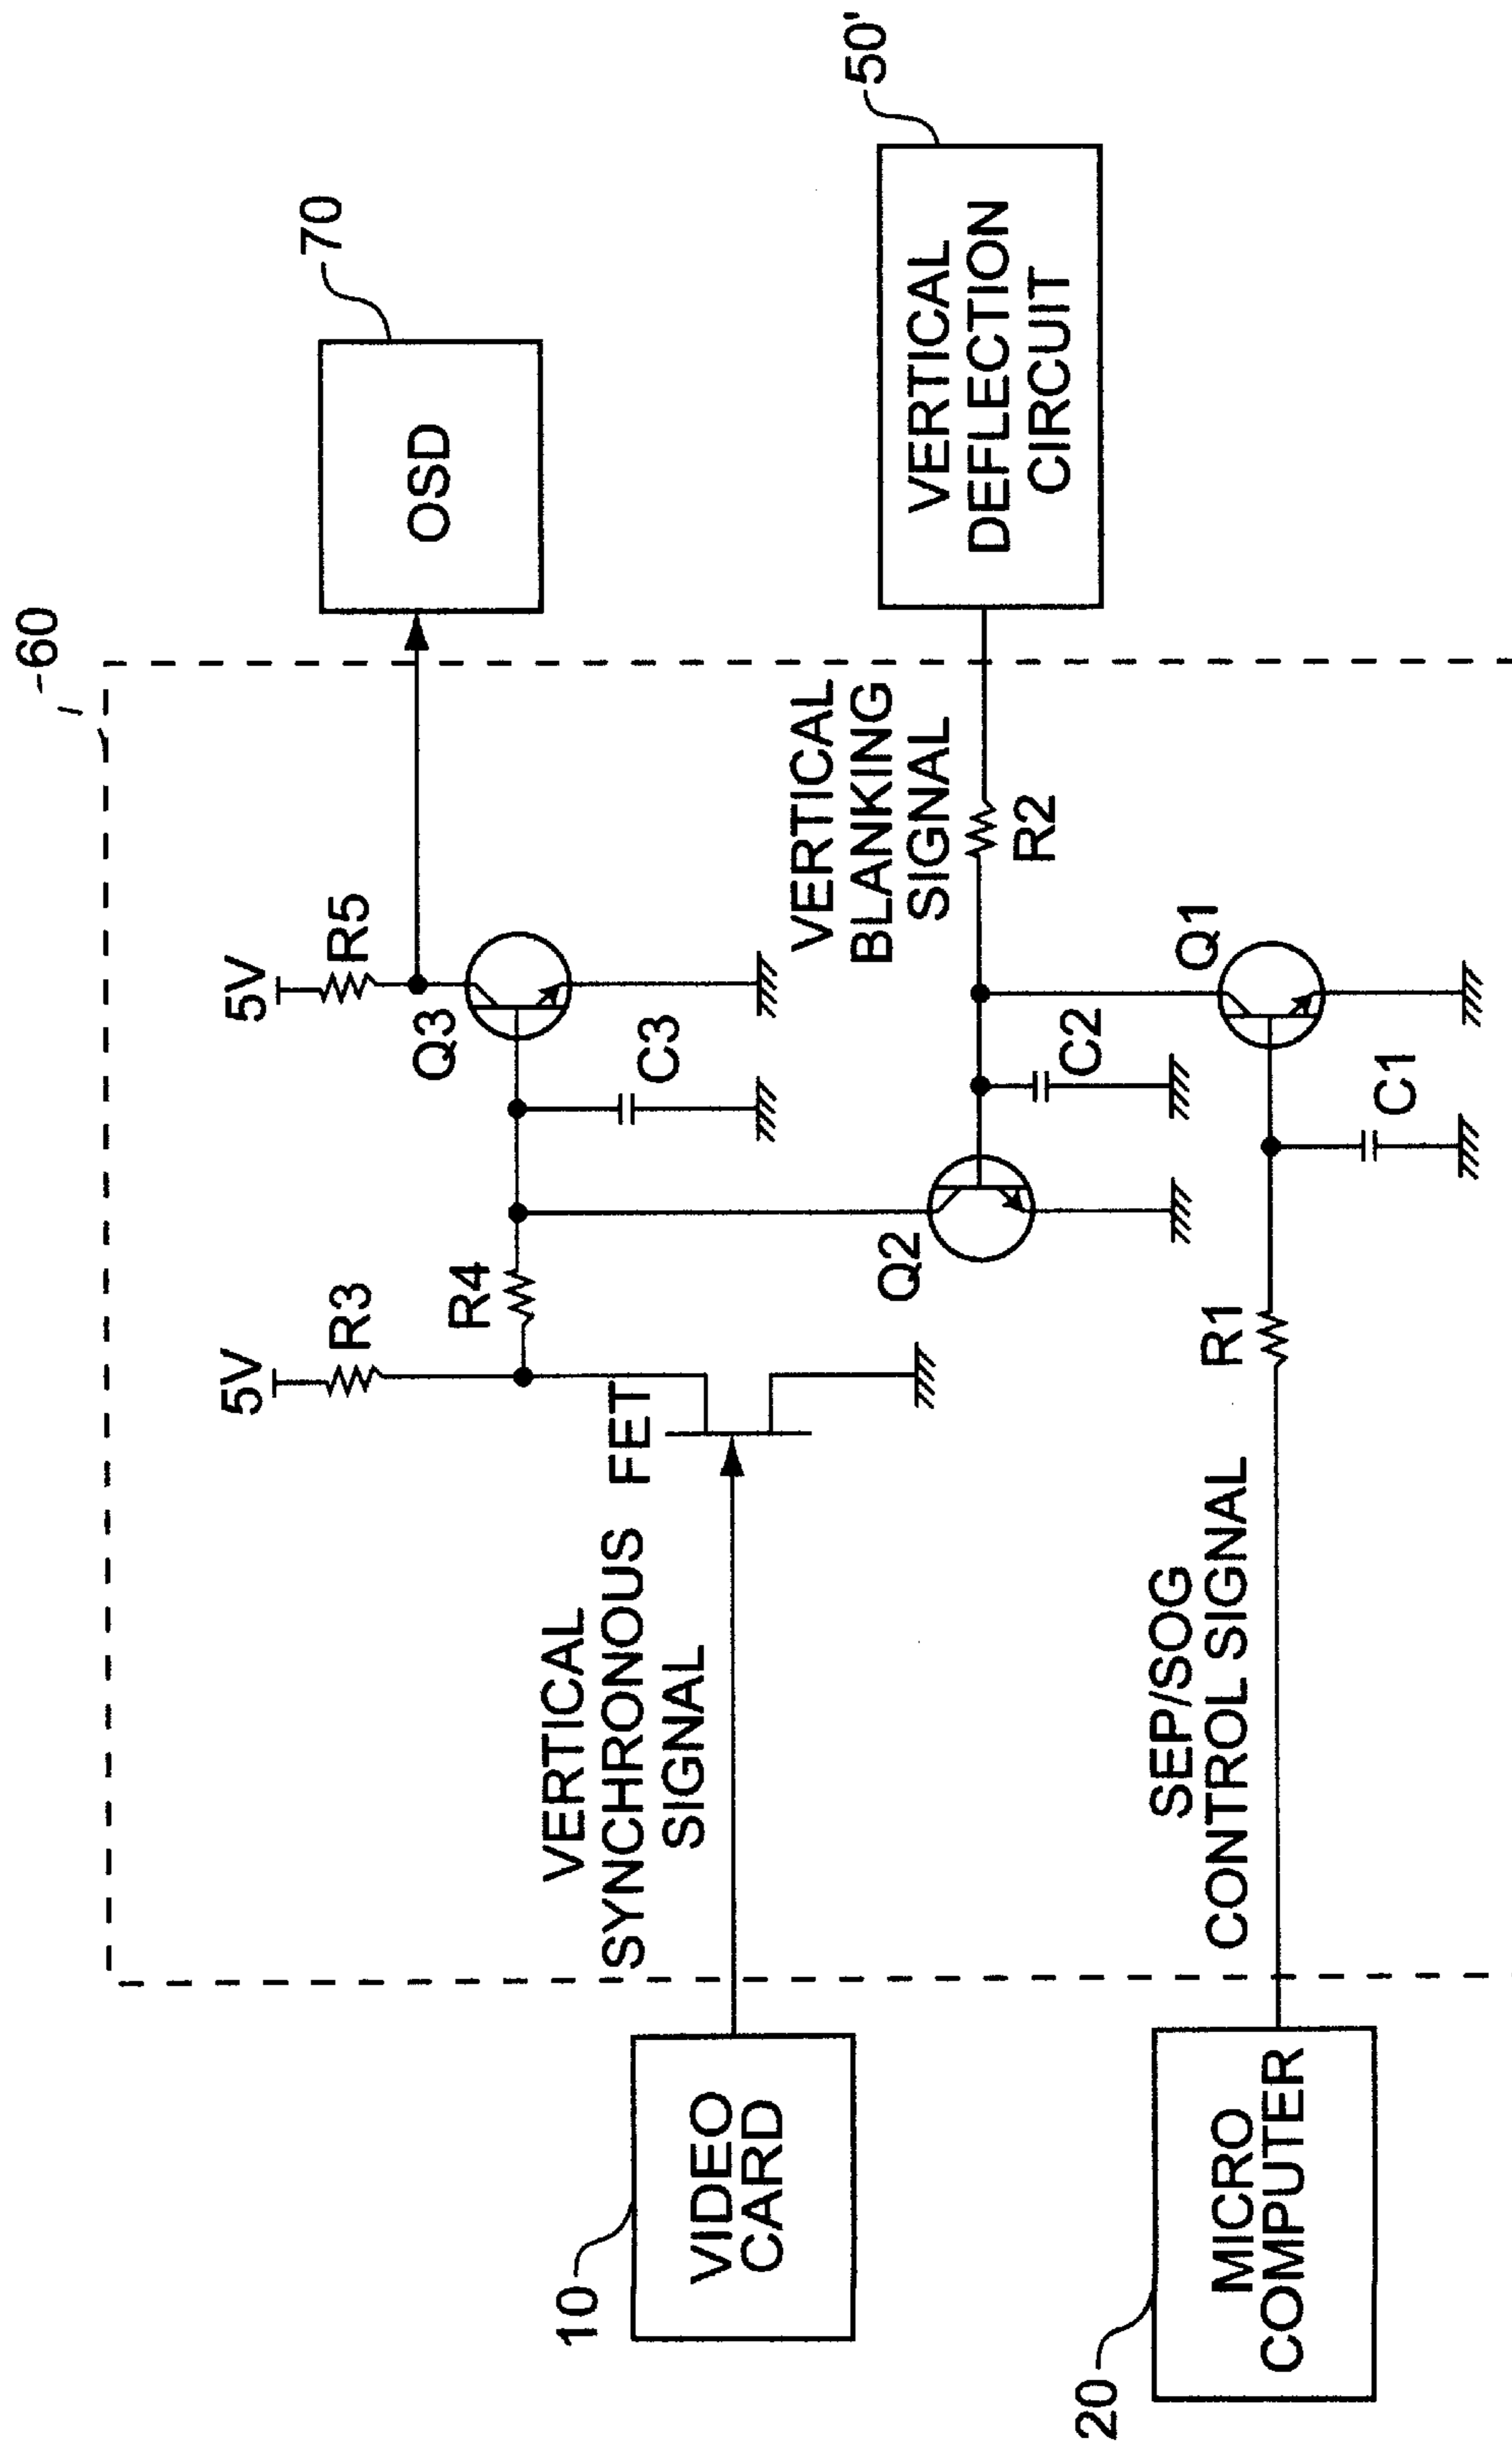 60
5V
R5
70
OSD
Q3
C3
5V
R3
R4
FET
VERTICAL
SYNCHRONOUS
SIGNAL
10
VIDEO
CARD
VERTICAL
BLANKING
SIGNAL
R2
50'
VERTICAL
DEFLECTION
CIRCUIT
Q2
C2
Q1
C1
R1
SEP/SOG
CONTROL SIGNAL
20
MICRO
COMPUTER